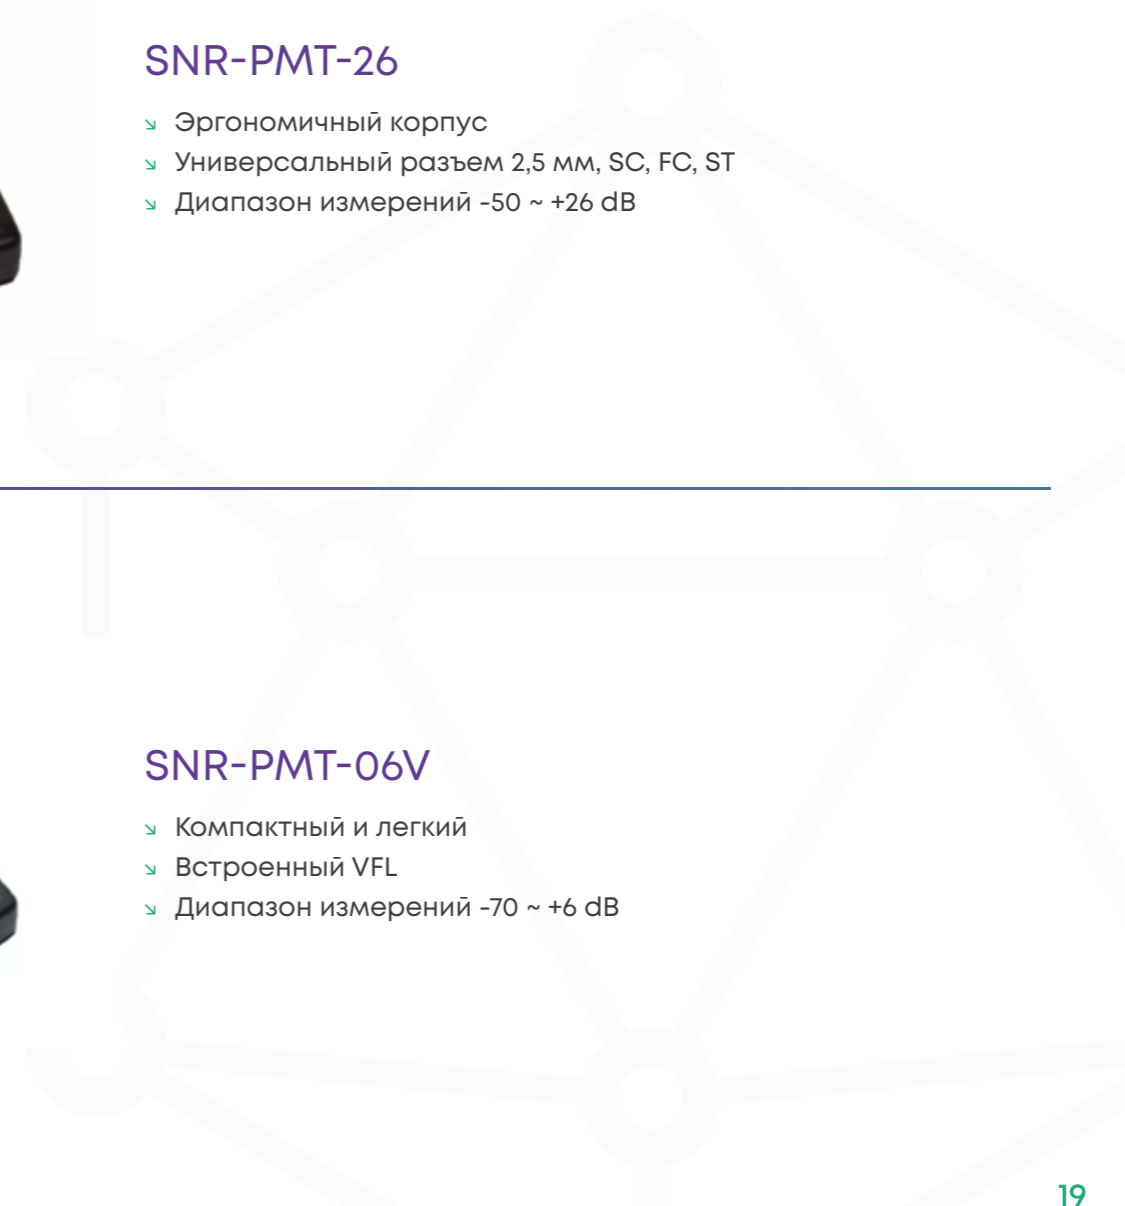 SNR-PMT-26
Эргономичный корпус
Универсальный разъем 2,5 мм, SC, FC, ST
Диапазон измерений -50 ~ +26 dB
SNR-PMT-06V
Компактный и легкий
Встроенный VFL
Диапазон измерений -70 ~ +6 dB
19